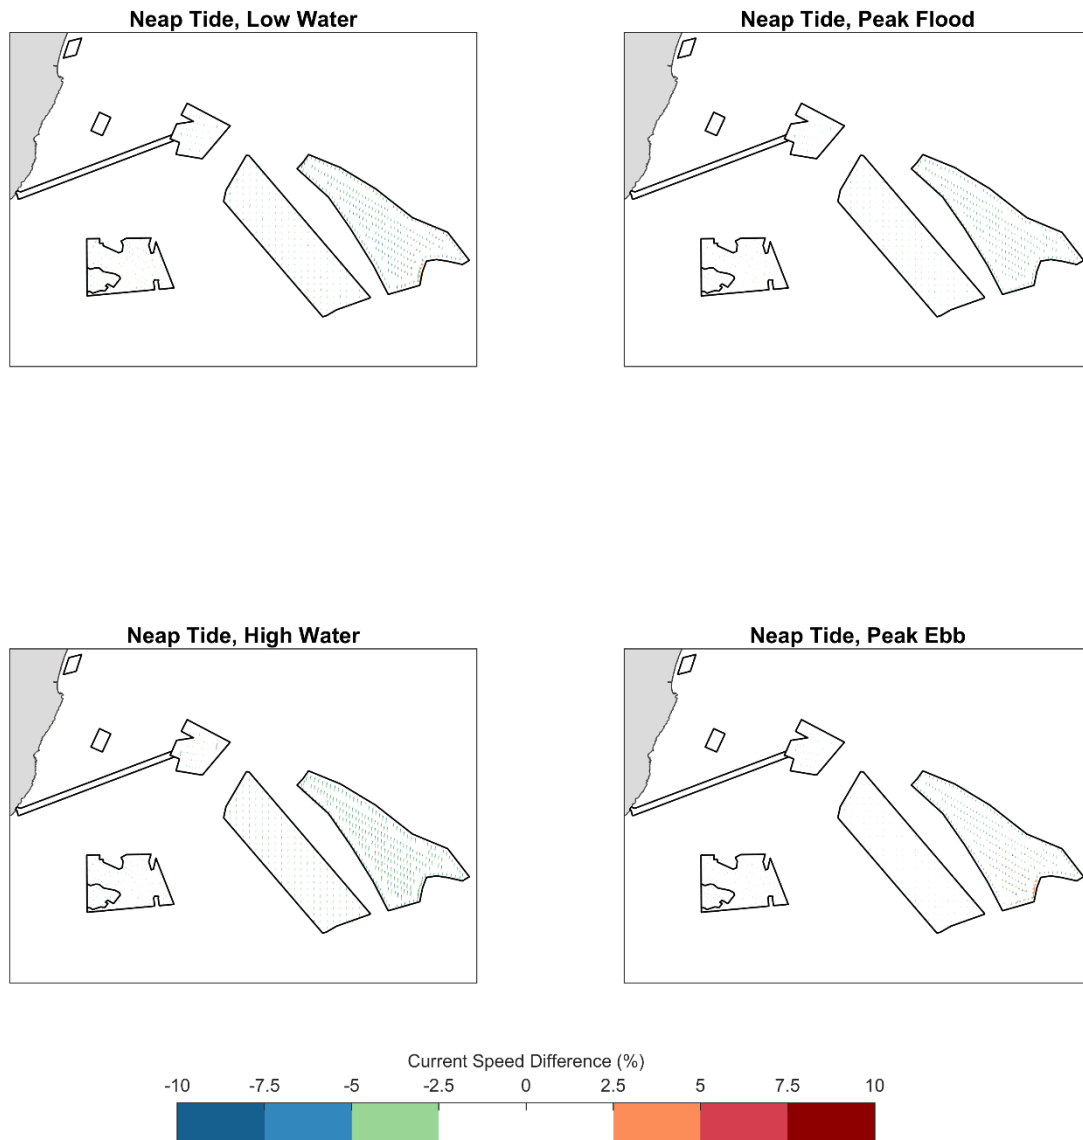 Neap Tide, Low Water
Neap Tide, Peak Flood
Neap Tide, High Water
Neap Tide, Peak Ebb
Current Speed Difference (%)
-10 -7.5 -5 -2.5 0 2.5 5 7.5 10